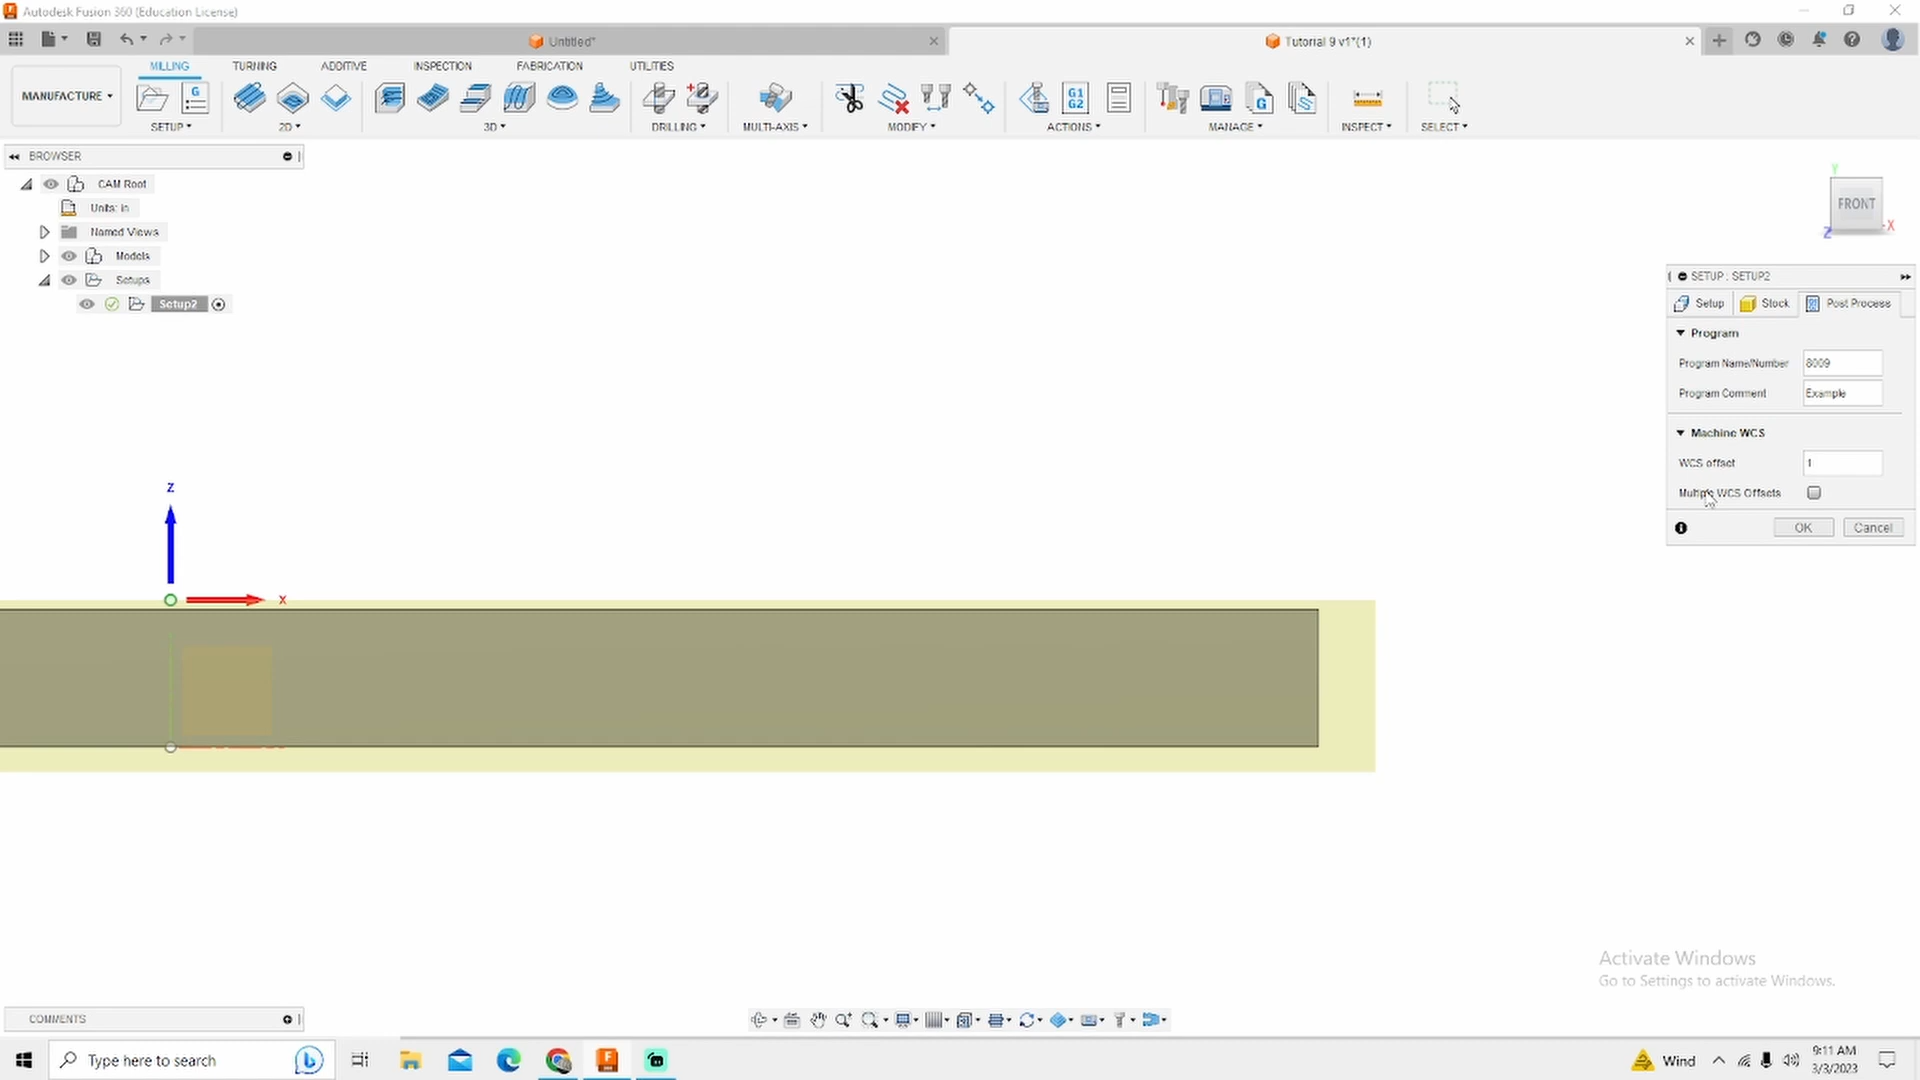 Autodesk Fusion 360 (Education License)
Untitled*
Tutorial 9 v1*(1)
MILLING TURNING ADDITIVE INSPECTION FABRICATION UTILITIES
MANUFACTURE
G
G1 G2
G
S
SETUP 2D 3D DRILLING MULTI-AXIS MODIFY ACTIONS MANAGE INSPECT SELECT
BROWSER
CAM Root
Units: in
Named Views
Models
Setups
Setup2
Y
FRONT
X
Z
SETUP : SETUP2
Setup Stock Post Process
Program
Program Name/Number 8009
Program Comment Example
Machine WCS
WCS offset 1
Multiple WCS Offsets
OK Cancel
Z
X
Activate Windows
Go to Settings to activate Windows.
COMMENTS
Type here to search
Wind
9:11 AM
3/3/2023